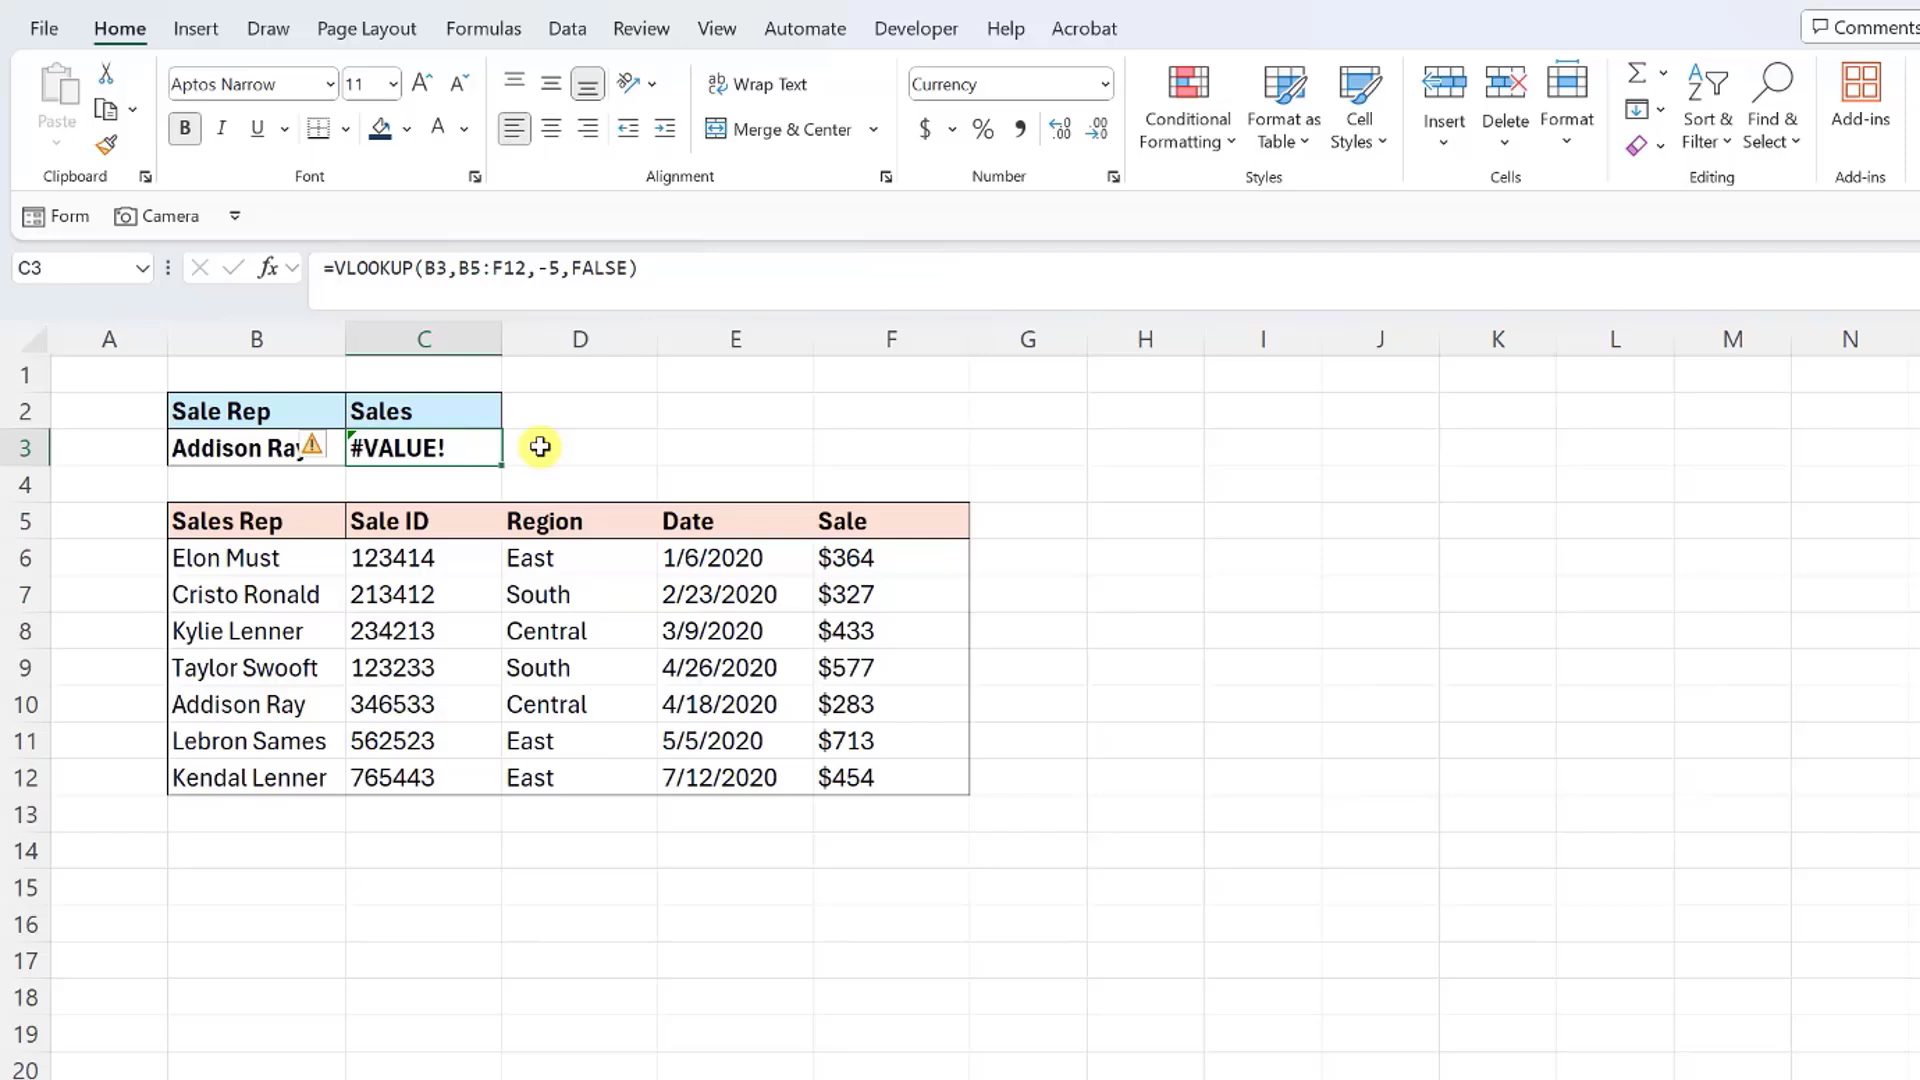 File Home Insert Draw Page Layout Formulas Data Review View Automate Developer Help Acrobat Comments
Paste
Clipboard
Aptos Narrow 11
B I U A
Font
ab Wrap Text
Merge & Center
Alignment
Currency
$ % .00
Number
Conditional Formatting
Format as Table
Cell Styles
Styles
Insert Delete Format
Cells
Sort & Filter
Find & Select
Editing
Add-ins
Add-ins
Form Camera
C3 fx =VLOOKUP(B3,B5:F12,-5,FALSE)
A B C D E F G H I J K L M N
1
2 Sale Rep Sales
3 Addison Ray #VALUE!
4
5 Sales Rep Sale ID Region Date Sale
6 Elon Must 123414 East 1/6/2020 $364
7 Cristo Ronald 213412 South 2/23/2020 $327
8 Kylie Lenner 234213 Central 3/9/2020 $433
9 Taylor Swooft 123233 South 4/26/2020 $577
10 Addison Ray 346533 Central 4/18/2020 $283
11 Lebron Sames 562523 East 5/5/2020 $713
12 Kendal Lenner 765443 East 7/12/2020 $454
13
14
15
16
17
18
19
20